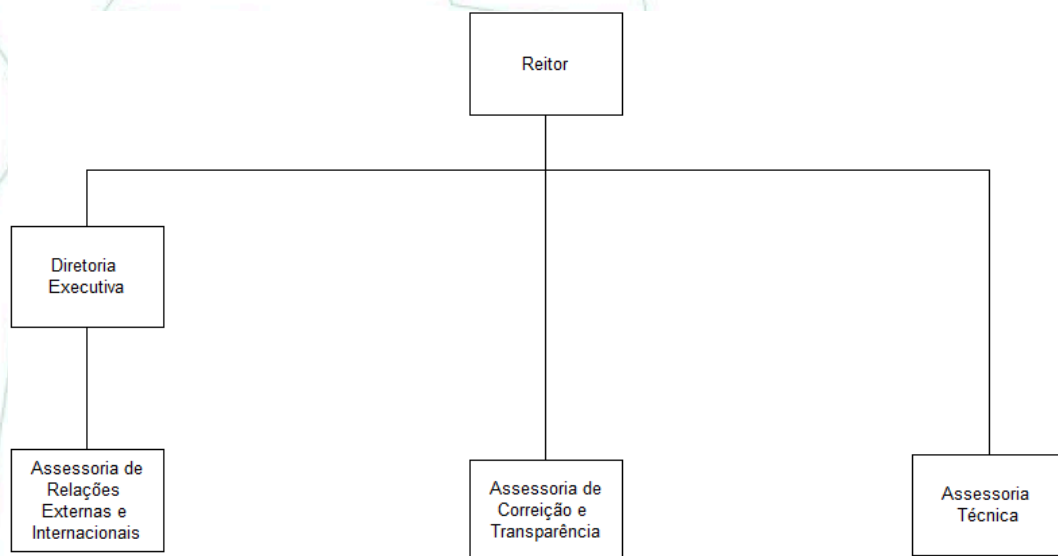 Reitor
Diretoria
Executiva
Assessoria de
Relações
Externas e
Internacionais
Assessoria de
Correição e
Transparência
Assessoria
Técnica